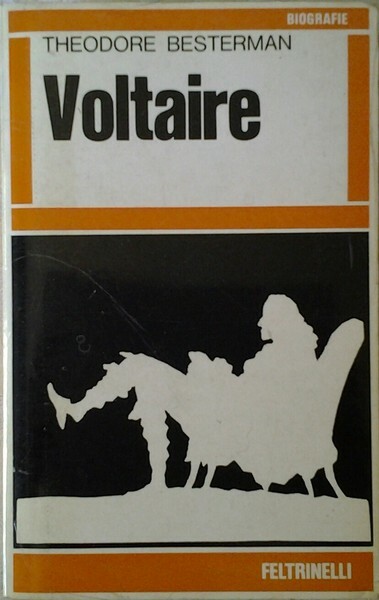 BIOGRAFIE
THEODORE BESTERMAN
Voltaire
FELTRINELLI